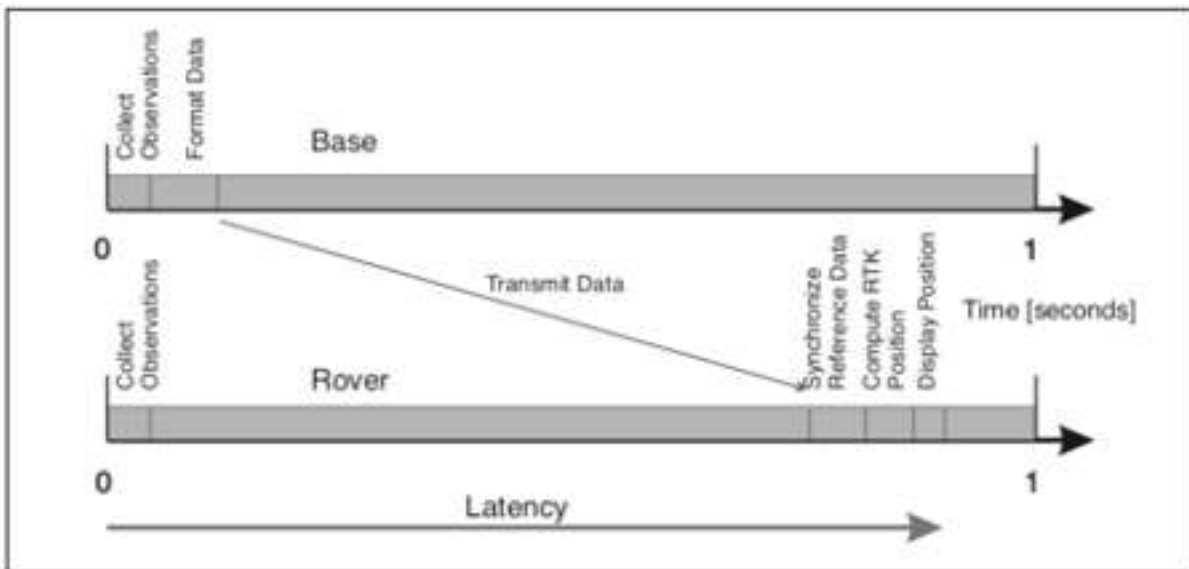 Collect
Observations
Format Data
Base
0
1
Transmit Data
Time [seconds]
Collect
Observations
Rover
Synchronize
Reference Data
Compute RTK
Position
Display Position
0
1
Latency